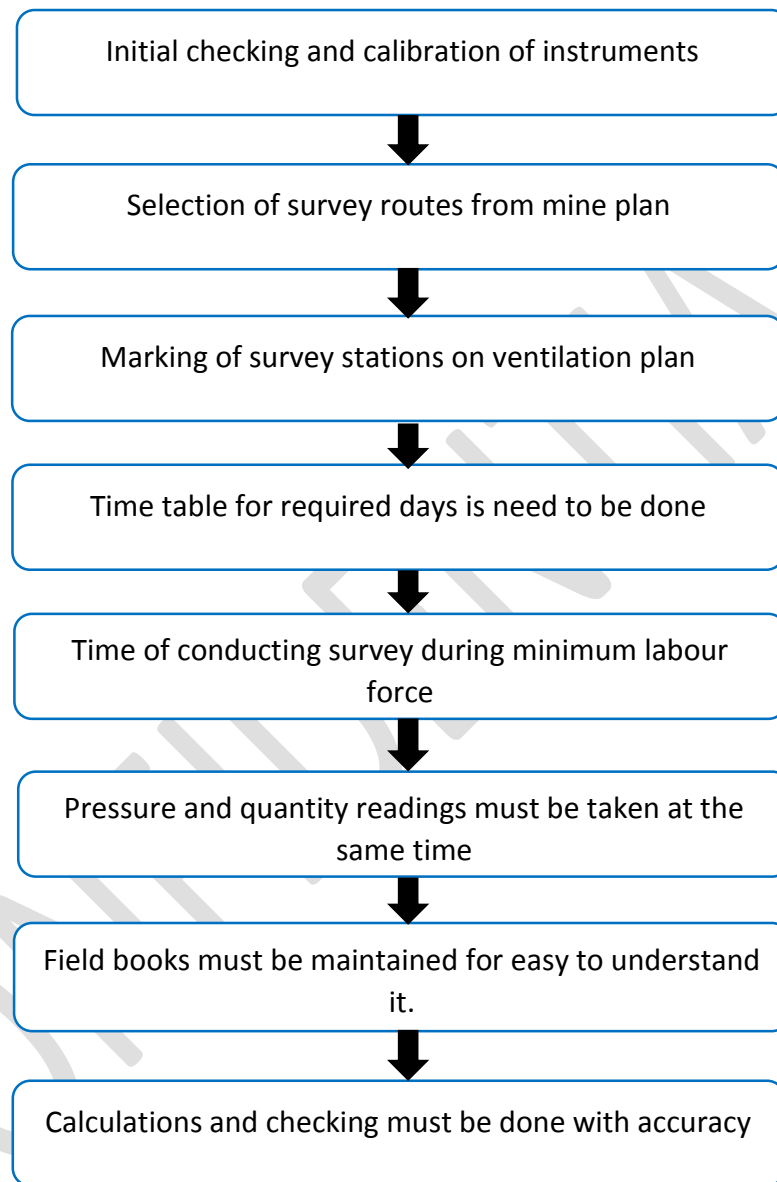 Initial checking and calibration of instruments
Selection of survey routes from mine plan
Marking of survey stations on ventilation plan
Time table for required days is need to be done
Time of conducting survey during minimum labour
force
Pressure and quantity readings must be taken at the
same time
Field books must be maintained for easy to understand
it.
Calculations and checking must be done with accuracy